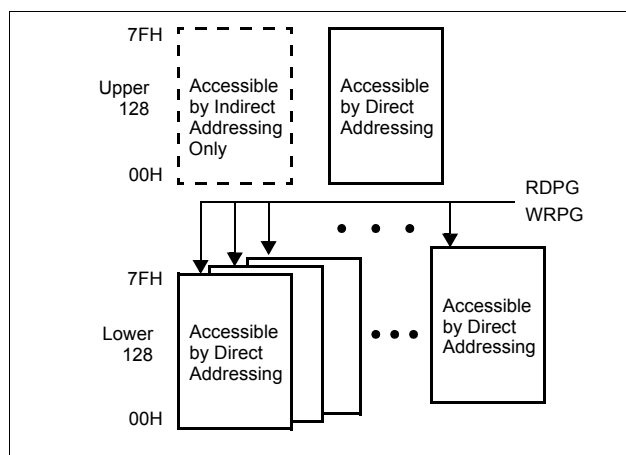 7FH
Upper
128
00H
Accessible
by Indirect
Addressing
Only
Accessible
by Direct
Addressing
RDPG
WRPG
7FH
Lower
128
00H
Accessible
by Direct
Addressing
Accessible
by Direct
Addressing